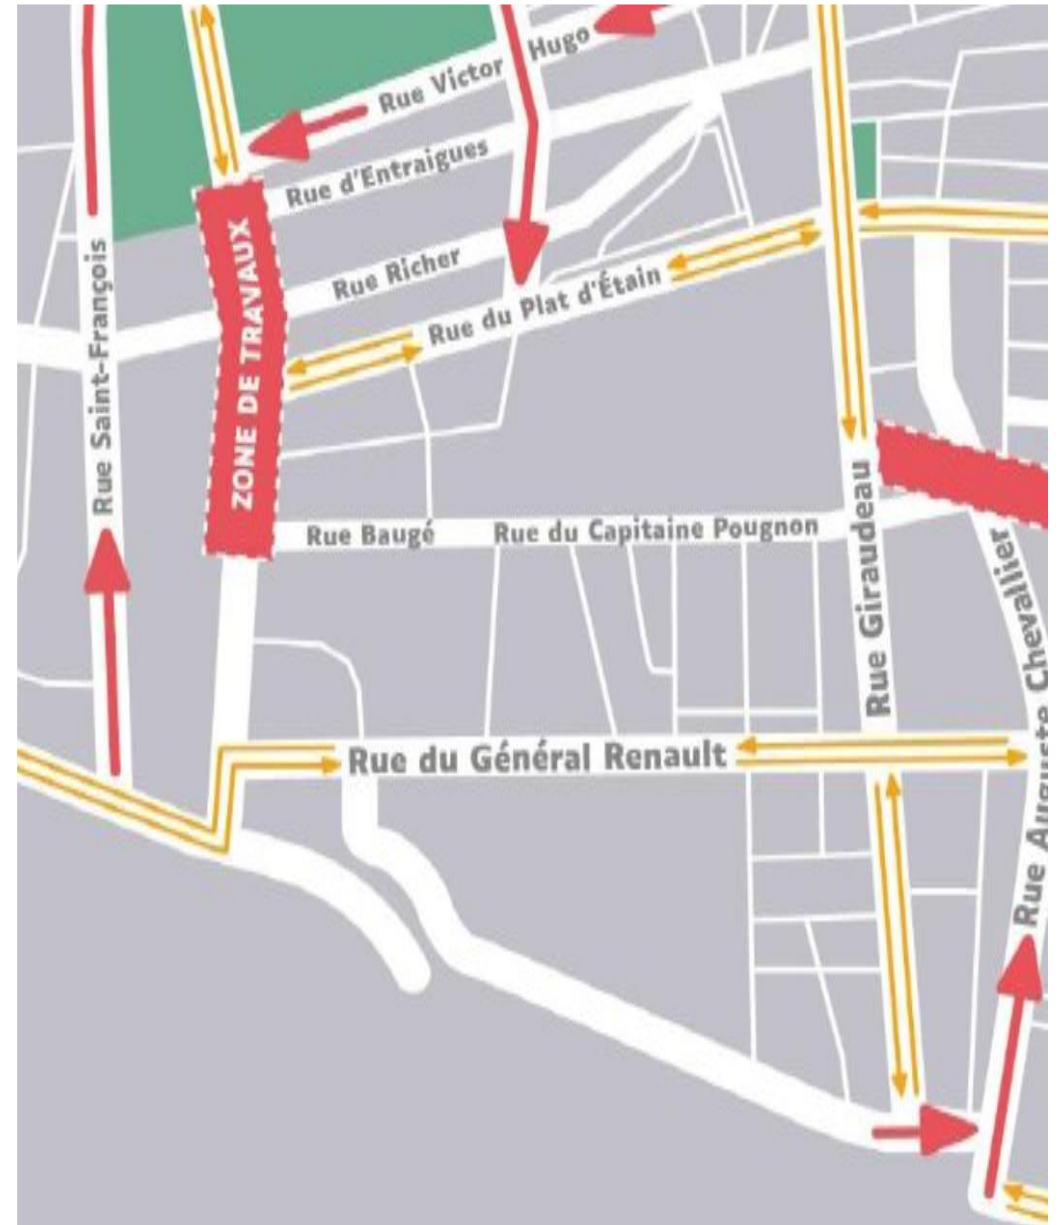 Rue Victor Hugo
Rue d'Entraigues
Rue Richer
Rue du Plat d'Étain
ZONE DE TRAVAUX
Rue Saint-François
Rue Baugé
Rue du Capitaine Pougnon
Rue Giraudeau
Rue Auguste Chevallier
Rue du Général Renault